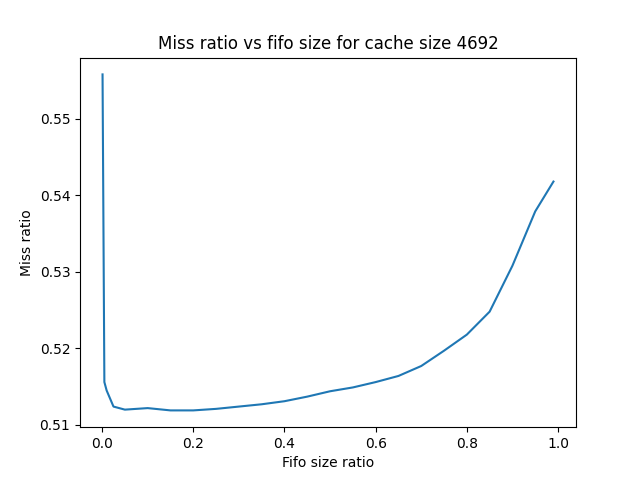 Miss ratio vs fifo size for cache size 4692
Miss ratio
0.55
0.54
0.53
0.52
0.51
0.0 0.2 0.4 0.6 0.8 1.0
Fifo size ratio